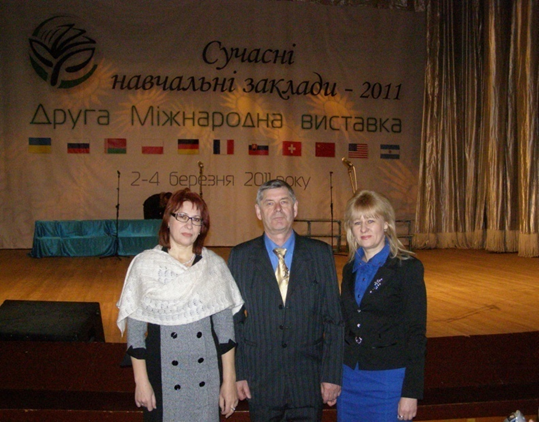 Сучасні
навчальні заклади - 2011
Друга Міжнародна виставка
2-4 березня 2011 року